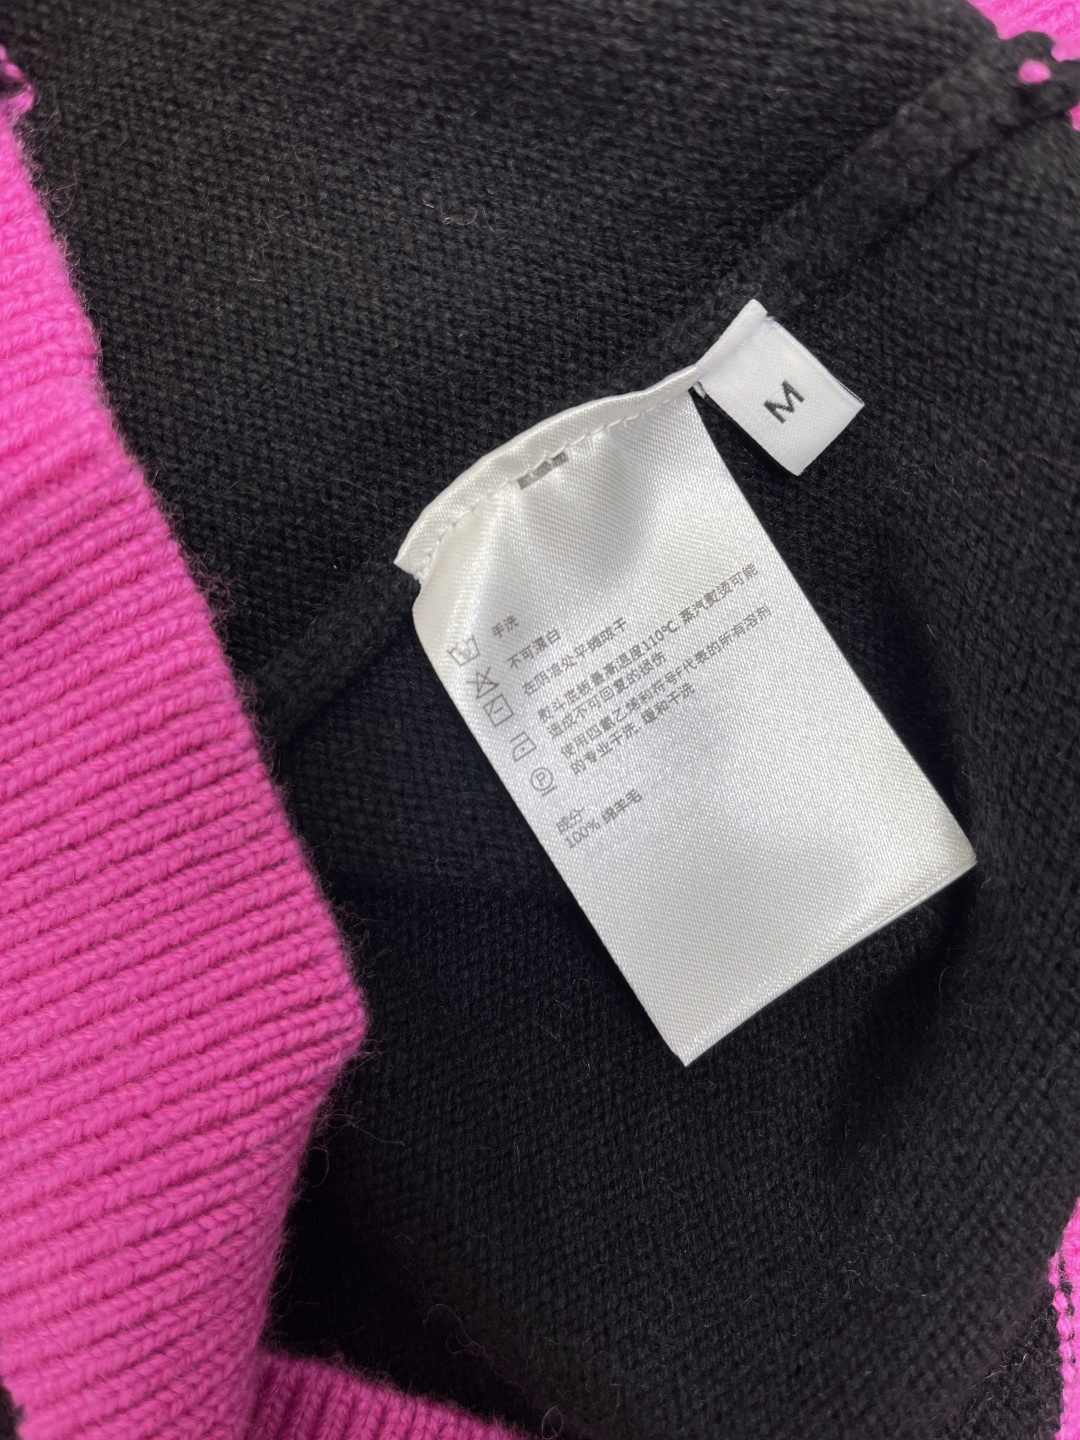 M
手洗
不可漂白
在阴凉处平摊晾干
熨斗底板最高温度110℃,蒸汽熨烫可能
造成不可回复的损伤
使用四氯乙烯和符号F代表的所有溶剂
的专业干洗,缓和干洗
成分
100% 绵羊毛